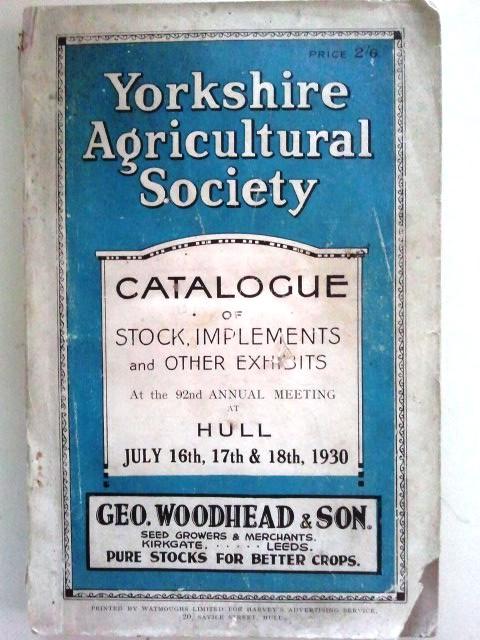 PRICE 2/6.
Yorkshire
Agricultural
Society
CATALOGUE
OF
STOCK, IMPLEMENTS
and OTHER EXHIBITS
At the 92nd ANNUAL MEETING
AT
HULL
JULY 16th, 17th & 18th, 1930
GEO. WOODHEAD & SON.
SEED GROWERS & MERCHANTS.
KIRKGATE. ..... LEEDS.
PURE STOCKS FOR BETTER CROPS.
PRINTED BY WATMOUGHS LIMITED FOR HARVEY'S ADVERTISING SERVICE,
20, SAVILE STREET, HULL.